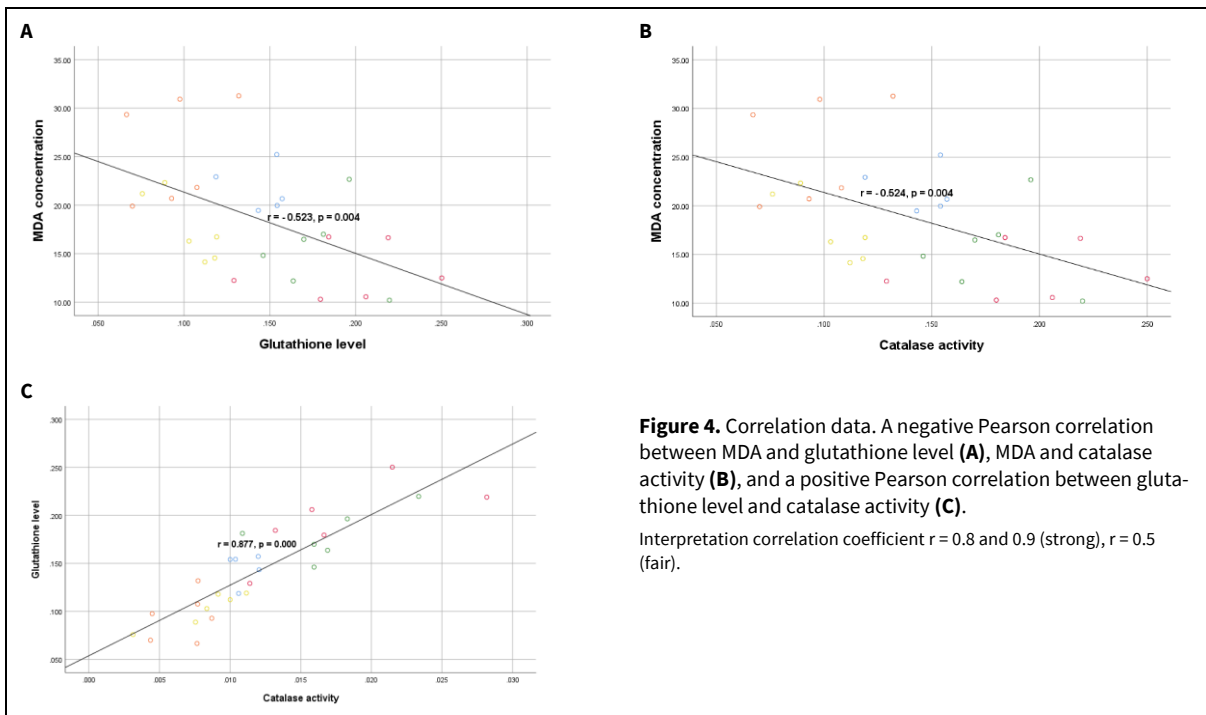 A
35.00
30.00
25.00
20.00
15.00
10.00
MDA concentration
r = - 0.523, p = 0.004
.050 .100 .150 .200 .250 .300
Glutathione level
B
35.00
30.00
25.00
20.00
15.00
10.00
MDA concentration
r = - 0.524, p = 0.004
.050 .100 .150 .200 .250
Catalase activity
C
.300
.250
.200
.150
.100
.050
Glutathione level
r = 0.877, p = 0.000
.000 .005 .010 .015 .020 .025 .030
Catalase activity
Figure 4. Correlation data. A negative Pearson correlation
between MDA and glutathione level (A), MDA and catalase
activity (B), and a positive Pearson correlation between gluta-
thione level and catalase activity (C).
Interpretation correlation coefficient r = 0.8 and 0.9 (strong), r = 0.5
(fair).